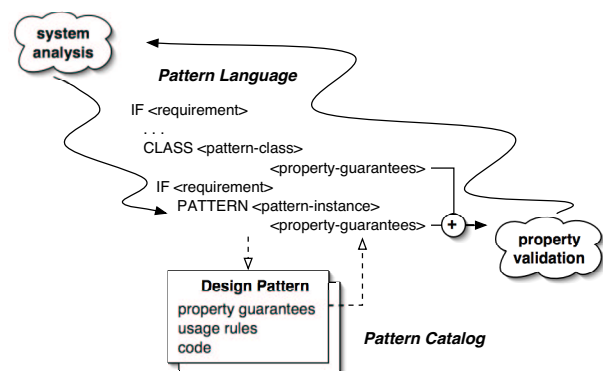 system
analysis
Pattern Language
IF <requirement>
. . .
CLASS <pattern-class>
<property-guarantees>
IF <requirement>
PATTERN <pattern-instance>
<property-guarantees>
+
property
validation
Design Pattern
property guarantees
usage rules
code
Pattern Catalog